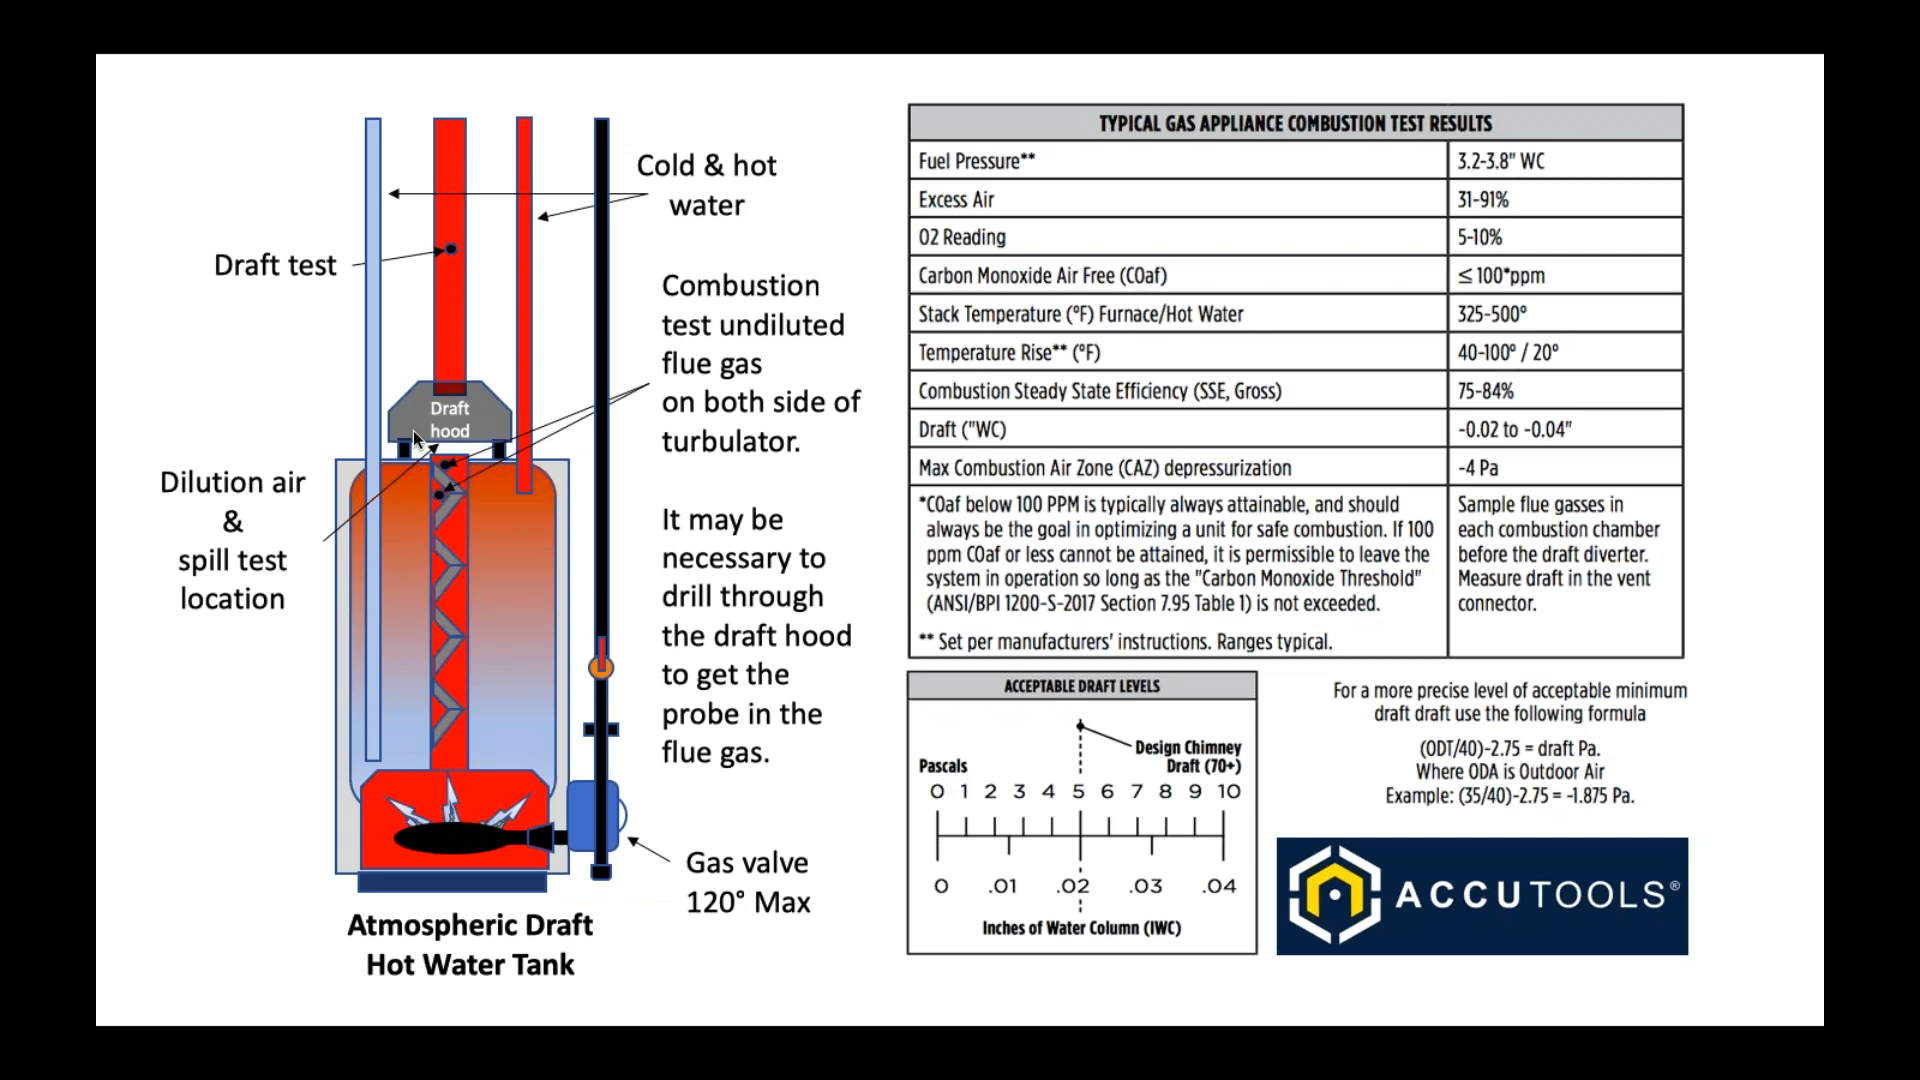 Cold & hot
water
Draft test
Combustion
test undiluted
flue gas
on both side of
turbulator.
Draft
hood
Dilution air
&
spill test
location
It may be
necessary to
drill through
the draft hood
to get the
probe in the
flue gas.
Gas valve
120° Max
Atmospheric Draft
Hot Water Tank
TYPICAL GAS APPLIANCE COMBUSTION TEST RESULTS
Fuel Pressure** 3.2-3.8" WC
Excess Air 31-91%
O2 Reading 5-10%
Carbon Monoxide Air Free (COaf) ≤ 100*ppm
Stack Temperature (°F) Furnace/Hot Water 325-500°
Temperature Rise** (°F) 40-100° / 20°
Combustion Steady State Efficiency (SSE, Gross) 75-84%
Draft ("WC) -0.02 to -0.04"
Max Combustion Air Zone (CAZ) depressurization -4 Pa
*COaf below 100 PPM is typically always attainable, and should
always be the goal in optimizing a unit for safe combustion. If 100
ppm COaf or less cannot be attained, it is permissible to leave the
system in operation so long as the "Carbon Monoxide Threshold"
(ANSI/BPI 1200-S-2017 Section 7.95 Table 1) is not exceeded.
** Set per manufacturers' instructions. Ranges typical.
Sample flue gasses in
each combustion chamber
before the draft diverter.
Measure draft in the vent
connector.
ACCEPTABLE DRAFT LEVELS
Design Chimney
Draft (70+)
Pascals
0 1 2 3 4 5 6 7 8 9 10
0 .01 .02 .03 .04
Inches of Water Column (IWC)
For a more precise level of acceptable minimum
draft draft use the following formula
(ODT/40)-2.75 = draft Pa.
Where ODA is Outdoor Air
Example: (35/40)-2.75 = -1.875 Pa.
ACCUTOOLS®